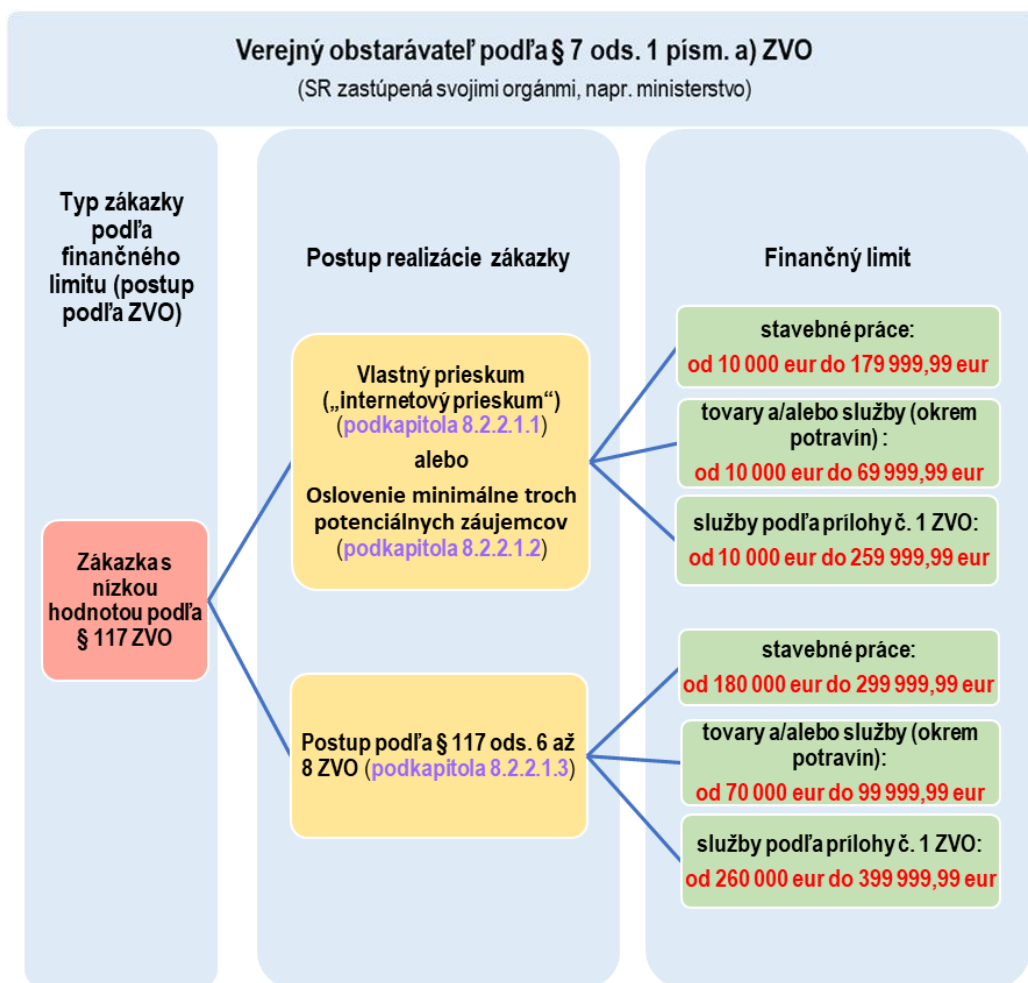 Verejný obstarávateľ podľa § 7 ods. 1 písm. a) ZVO
(SR zastúpená svojimi orgánmi, napr. ministerstvo)
Typ zákazky
podľa
finančného
limitu (postup
podľa ZVO)
Postup realizácie zákazky
Finančný limit
Zákazka s
nízkou
hodnotou podľa
§ 117 ZVO
Vlastný prieskum
(„internetový prieskum“)
(podkapitola 8.2.2.1.1)
alebo
Oslovenie minimálne troch
potenciálnych záujemcov
(podkapitola 8.2.2.1.2)
stavebné práce:
od 10 000 eur do 179 999,99 eur
tovary a/alebo služby (okrem
potravín) :
od 10 000 eur do 69 999,99 eur
služby podľa prílohy č. 1 ZVO:
od 10 000 eur do 259 999,99 eur
Postup podľa § 117 ods. 6 až
8 ZVO (podkapitola 8.2.2.1.3)
stavebné práce:
od 180 000 eur do 299 999,99 eur
tovary a/alebo služby (okrem
potravín):
od 70 000 eur do 99 999,99 eur
služby podľa prílohy č. 1 ZVO:
od 260 000 eur do 399 999,99 eur